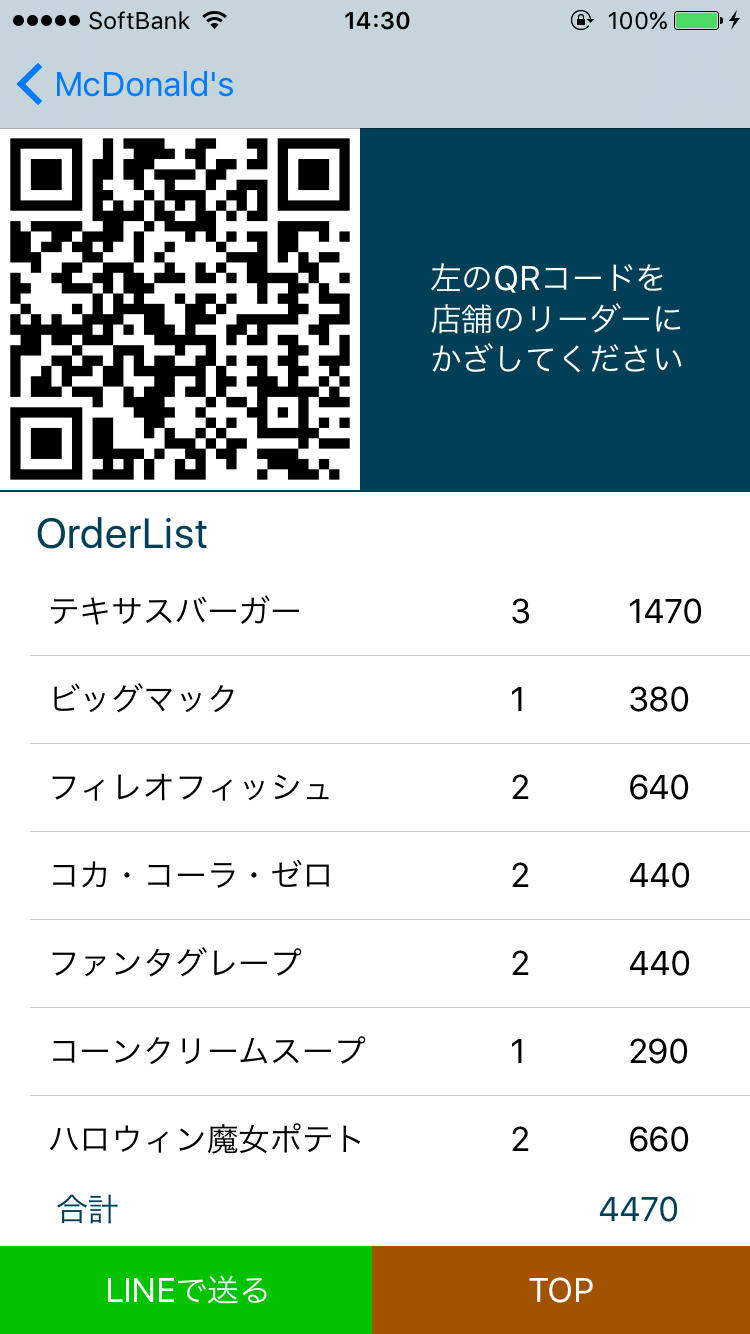 SoftBank 14:30 100%
McDonald's
左のQRコードを
店舗のリーダーに
かざしてください
OrderList
テキサスバーガー 3 1470
ビッグマック 1 380
フィレオフィッシュ 2 640
コカ・コーラ・ゼロ 2 440
ファンタグレープ 2 440
コーンクリームスープ 1 290
ハロウィン魔女ポテト 2 660
合計 4470
LINEで送る TOP